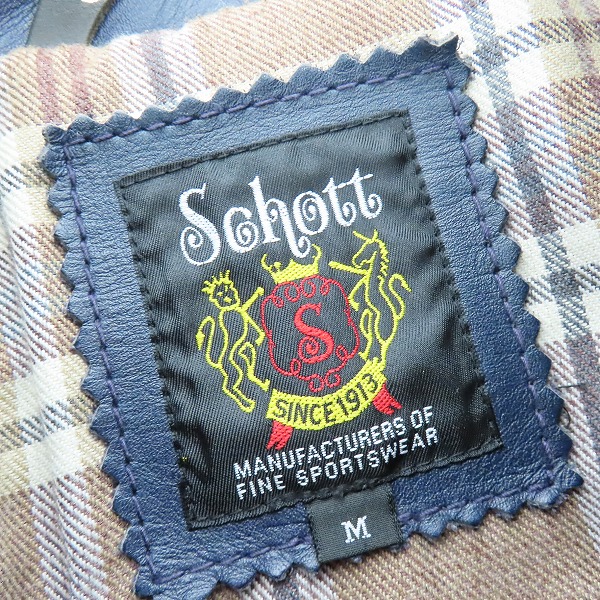 Schott
S
SINCE 1913
MANUFACTURERS OF
FINE SPORTSWEAR
M